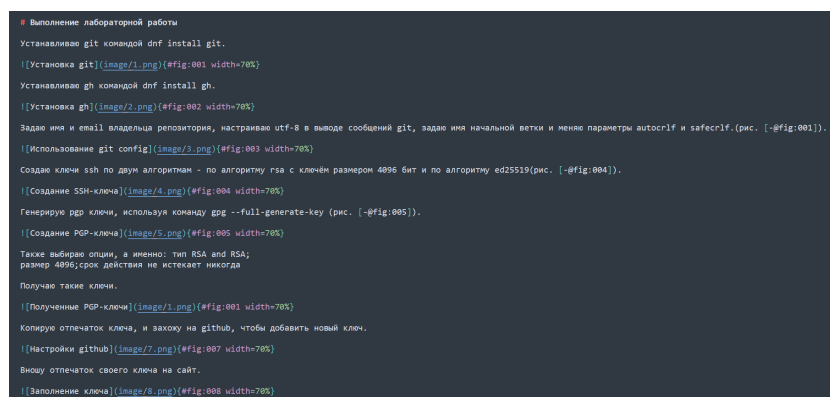 # Выполнение лабораторной работы
Устанавливаю git командой dnf install git.
![Установка git](image/1.png){#fig:001 width=70%}
Устанавливаю gh командой dnf install gh.
![Установка gh](image/2.png){#fig:002 width=70%}
Задаю имя и email владельца репозитория, настраиваю utf-8 в выводе сообщений git, задаю имя начальной ветки и меняю параметры autocrlf и safecrlf.(рис. [-@fig:001]).
![Использование git config](image/3.png){#fig:003 width=70%}
Создаю ключи ssh по двум алгоритмам - по алгоритму rsa с ключём размером 4096 бит и по алгоритму ed25519(рис. [-@fig:004]).
![Создание SSH-ключа](image/4.png){#fig:004 width=70%}
Генерирую pgp ключи, используя команду gpg --full-generate-key (рис. [-@fig:005]).
![Создание PGP-ключа](image/5.png){#fig:005 width=70%}
Также выбираю опции, а именно: тип RSA and RSA;
размер 4096;срок действия не истекает никогда
Получаю такие ключи.
![Полученные PGP-ключи](image/1.png){#fig:001 width=70%}
Копирую отпечаток ключа, и захожу на github, чтобы добавить новый ключ.
![Настройки github](image/7.png){#fig:007 width=70%}
Вношу отпечаток своего ключа на сайт.
![Заполнение ключа](image/8.png){#fig:008 width=70%}